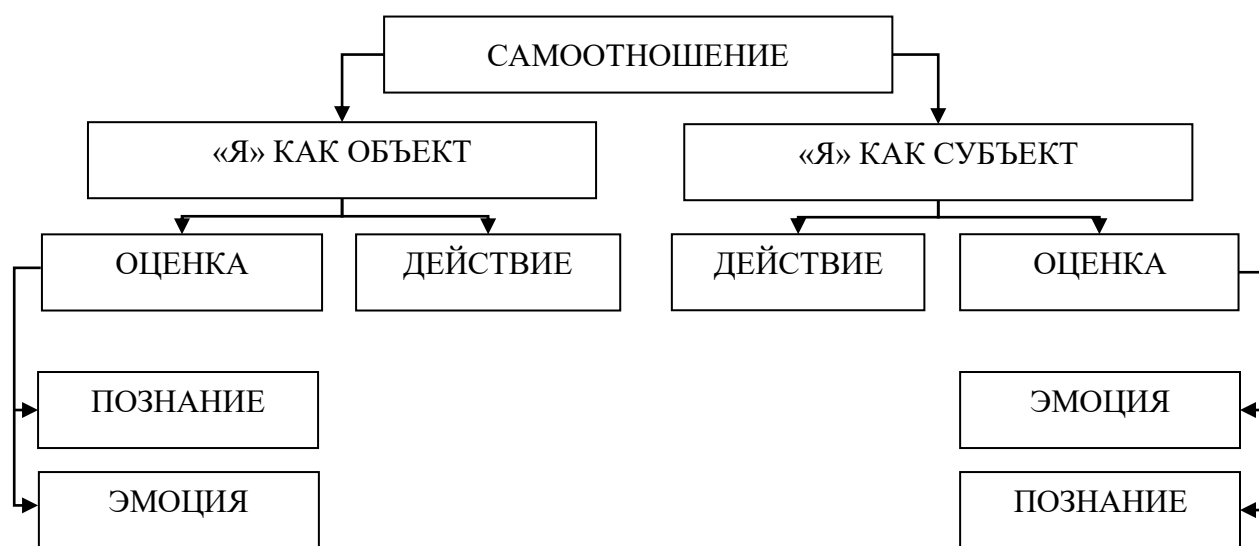 САМООТНОШЕНИЕ
«Я» КАК ОБЪЕКТ
«Я» КАК СУБЪЕКТ
ОЦЕНКА
ДЕЙСТВИЕ
ДЕЙСТВИЕ
ОЦЕНКА
ПОЗНАНИЕ
ЭМОЦИЯ
ЭМОЦИЯ
ПОЗНАНИЕ